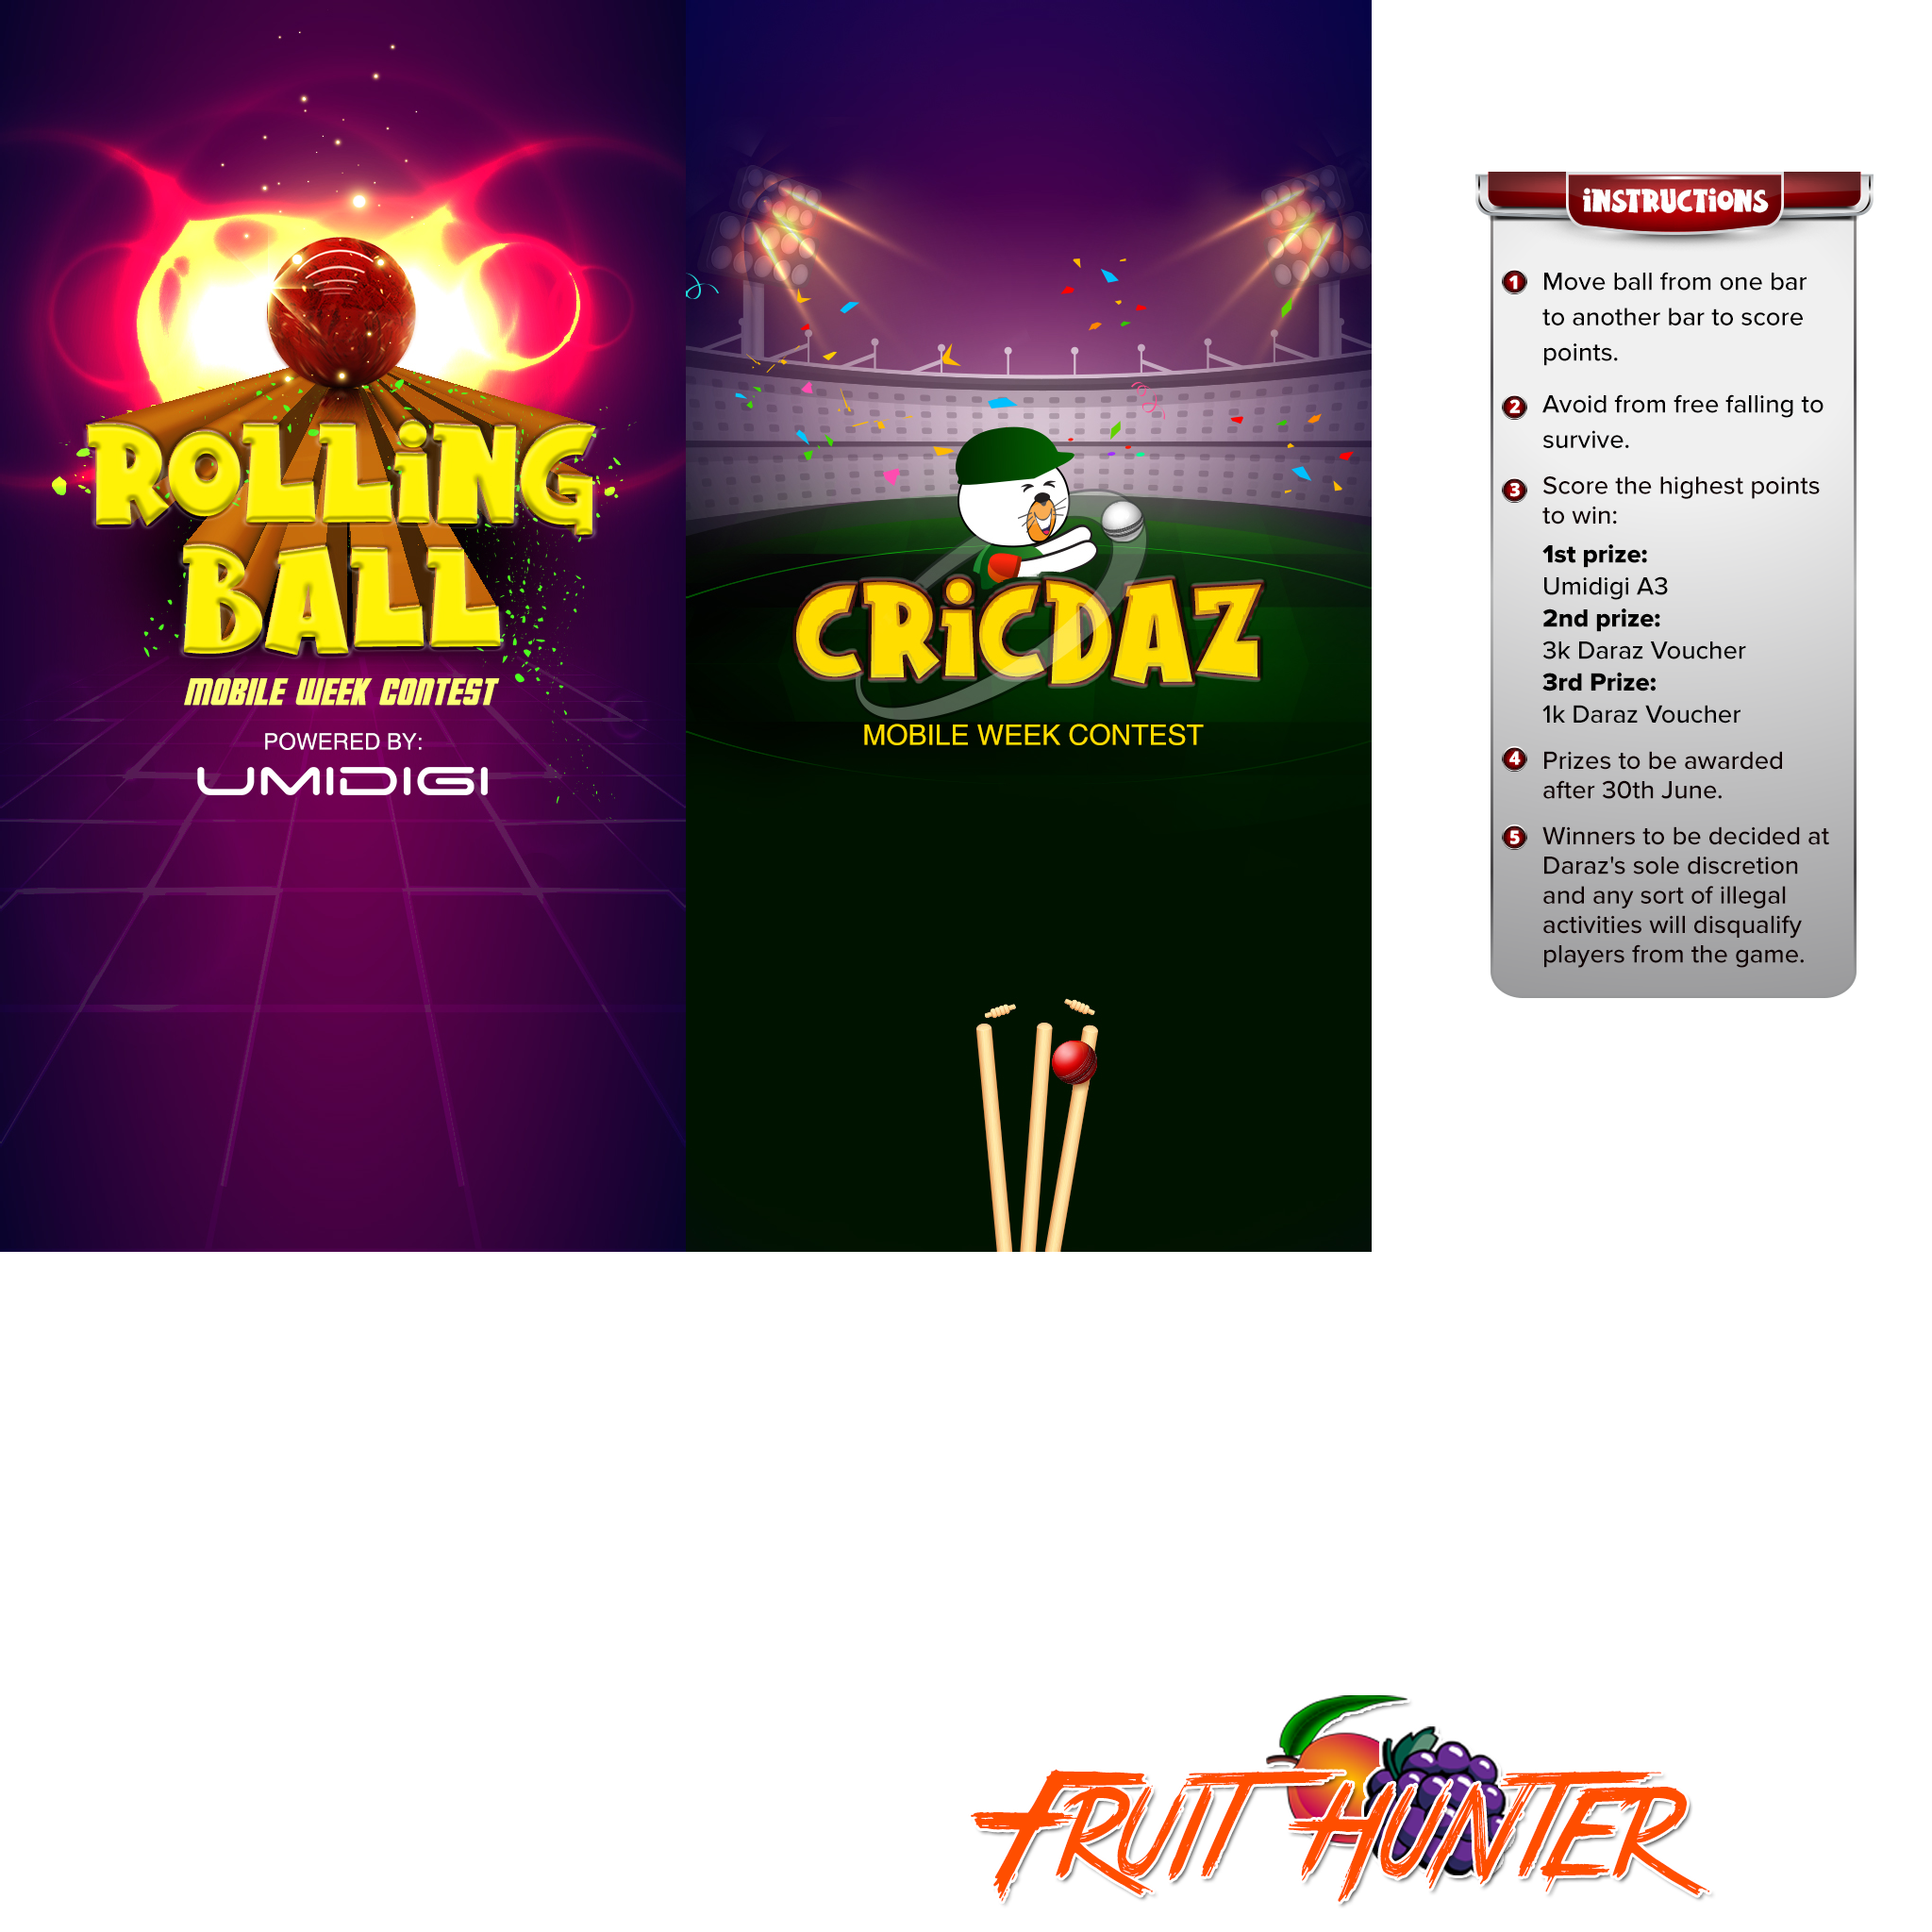 ROLLiNG
BALL
MOBILE WEEK CONTEST
POWERED BY:
UMIDIGI
CRiCDAZ
MOBILE WEEK CONTEST
iNSTRUCTiONS
1 Move ball from one bar
to another bar to score
points.
2 Avoid from free falling to
survive.
3 Score the highest points
to win:
1st prize:
Umidigi A3
2nd prize:
3k Daraz Voucher
3rd Prize:
1k Daraz Voucher
4 Prizes to be awarded
after 30th June.
5 Winners to be decided at
Daraz's sole discretion
and any sort of illegal
activities will disqualify
players from the game.
FRUIT HUNTER